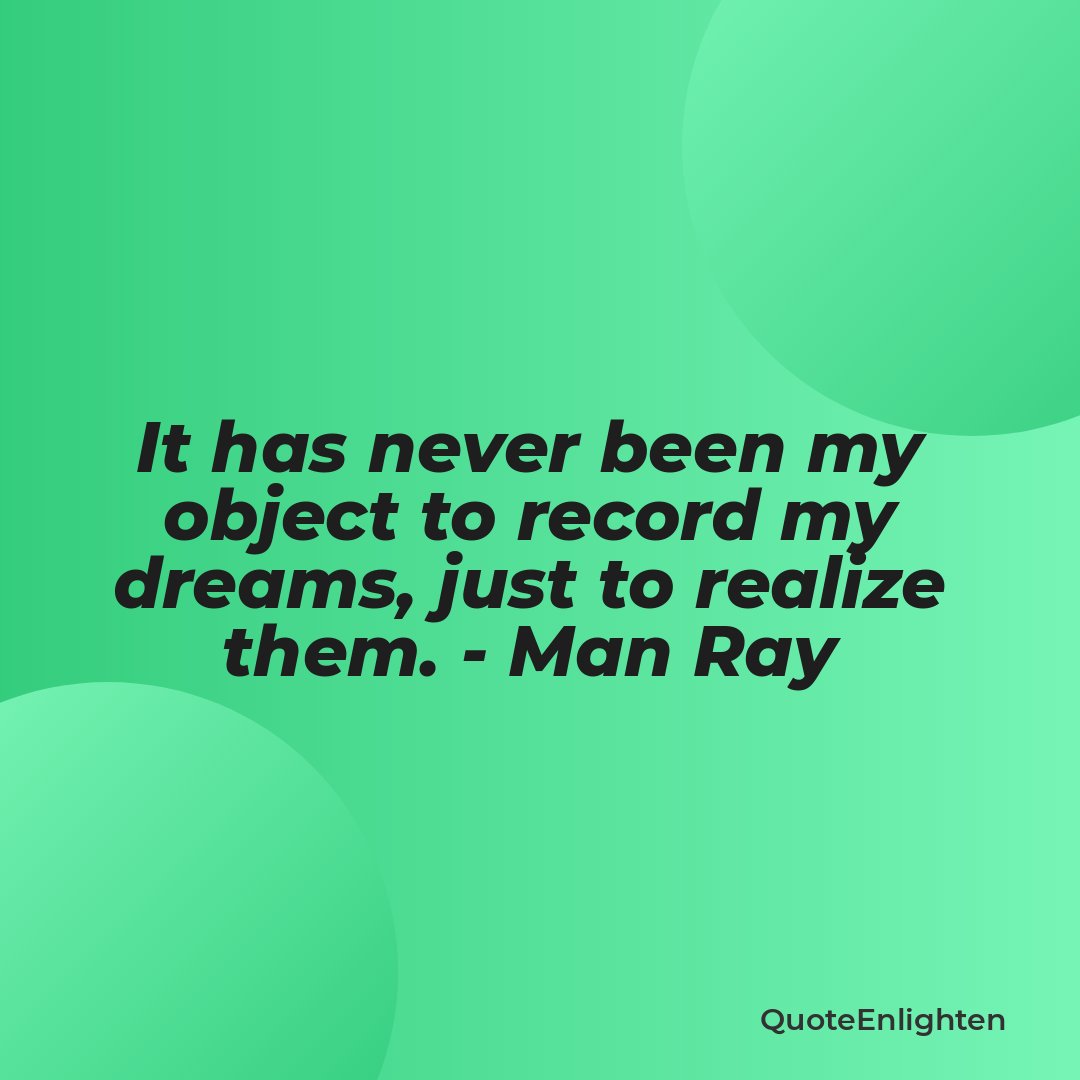 It has never been my
object to record my
dreams, just to realize
them. - Man Ray
QuoteEnlighten